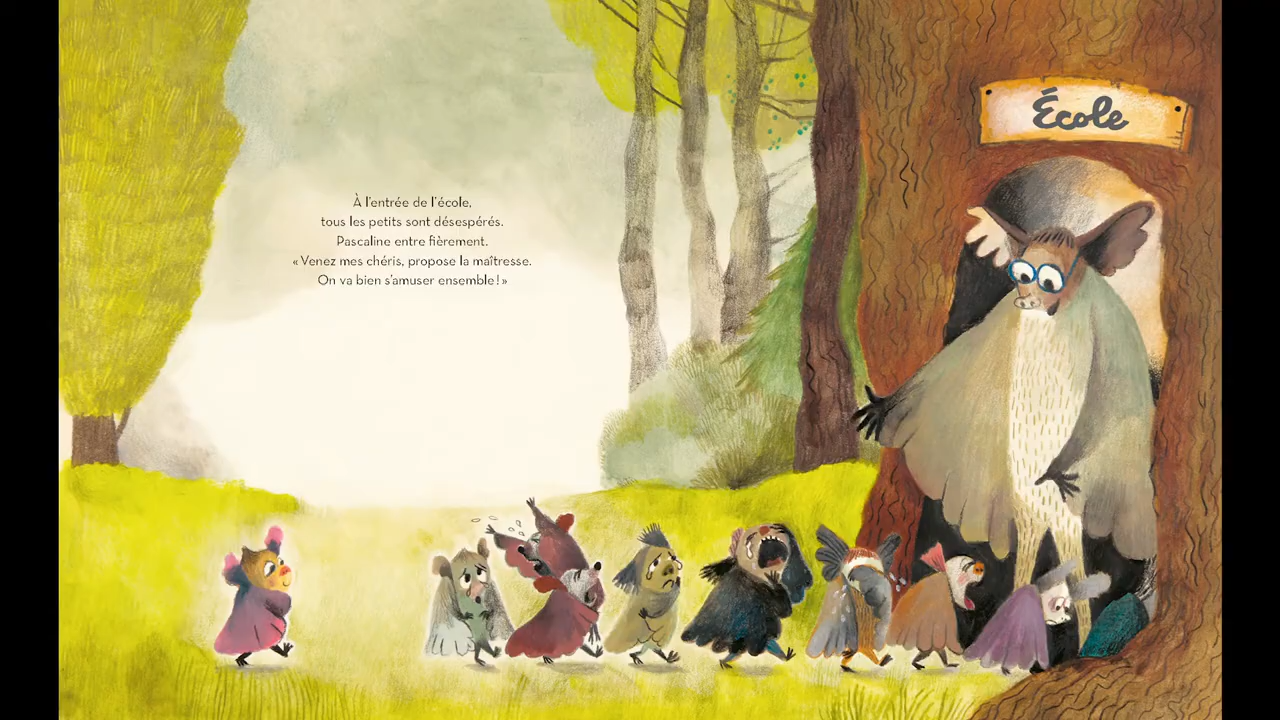 École
À l'entrée de l'école,
tous les petits sont désespérés.
Pascaline entre fièrement.
« Venez mes chéris, propose la maîtresse.
On va bien s'amuser ensemble ! »